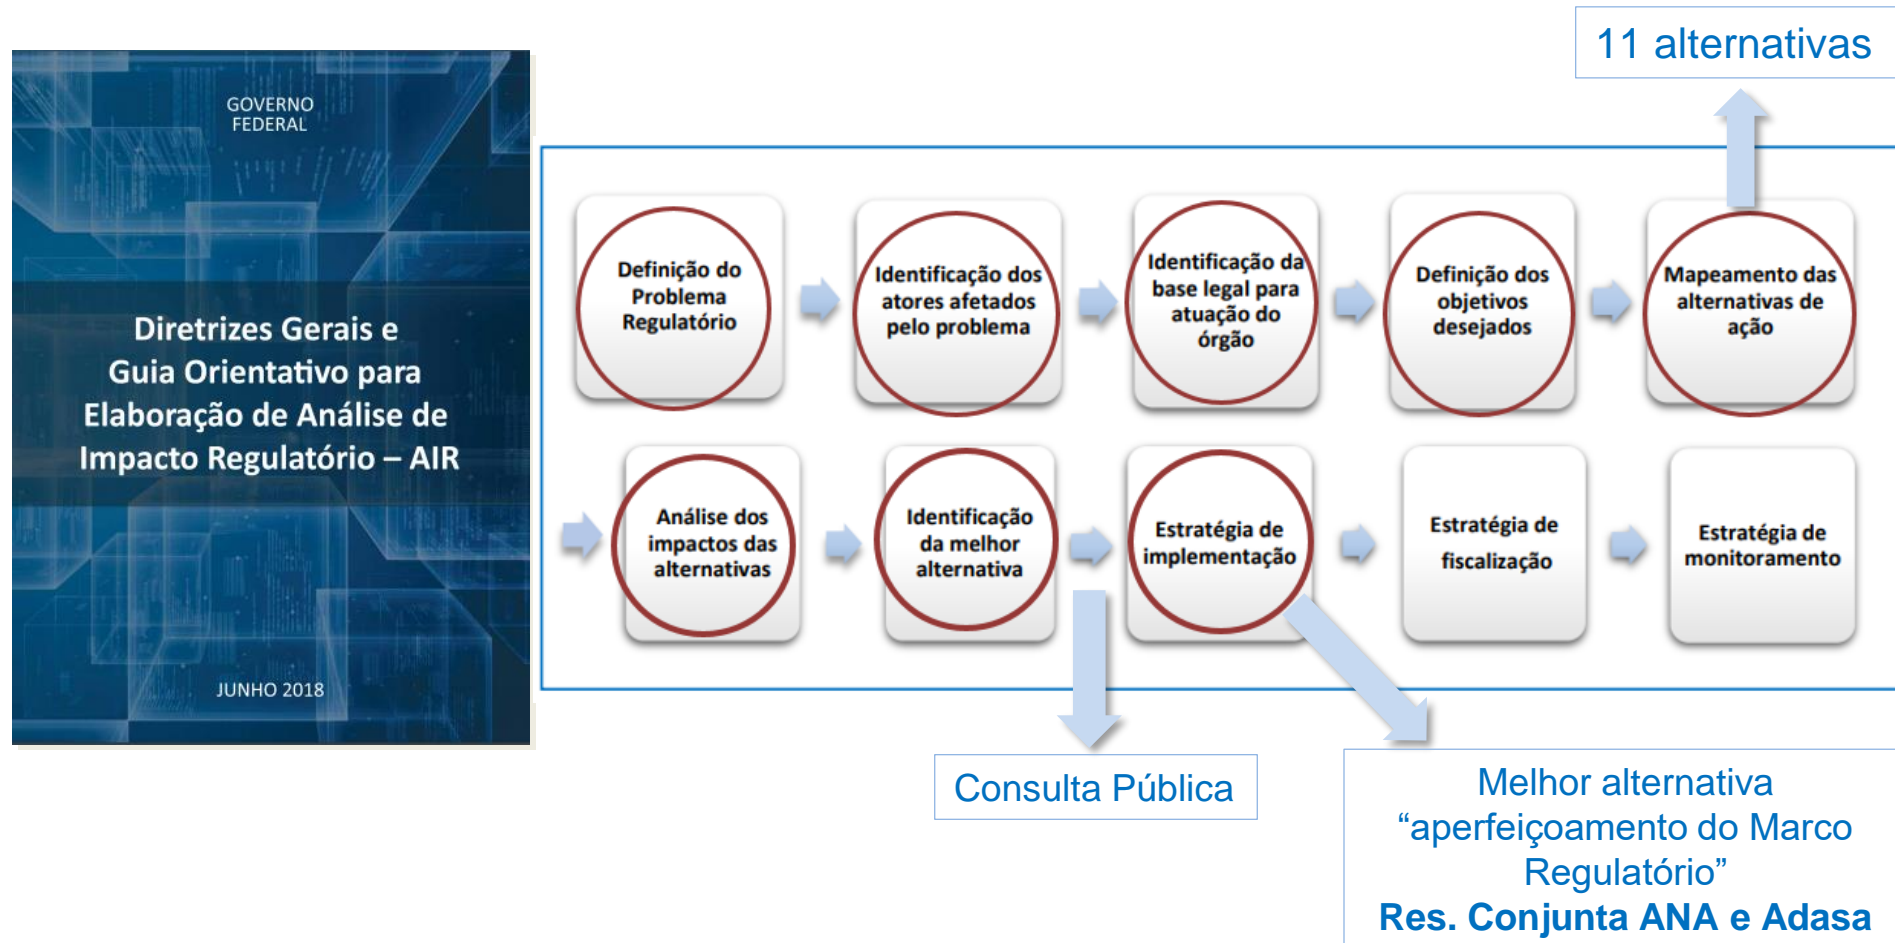 GOVERNO
FEDERAL
Diretrizes Gerais e
Guia Orientativo para
Elaboração de Análise de
Impacto Regulatório – AIR
JUNHO 2018
11 alternativas
Definição do
Problema
Regulatório
Identificação dos
atores afetados
pelo problema
Identificação da
base legal para
atuação do
órgão
Definição dos
objetivos
desejados
Mapeamento das
alternativas de
ação
Análise dos
impactos das
alternativas
Identificação
da melhor
alternativa
Estratégia de
implementação
Estratégia de
fiscalização
Estratégia de
monitoramento
Consulta Pública
Melhor alternativa
“aperfeiçoamento do Marco
Regulatório”
Res. Conjunta ANA e Adasa